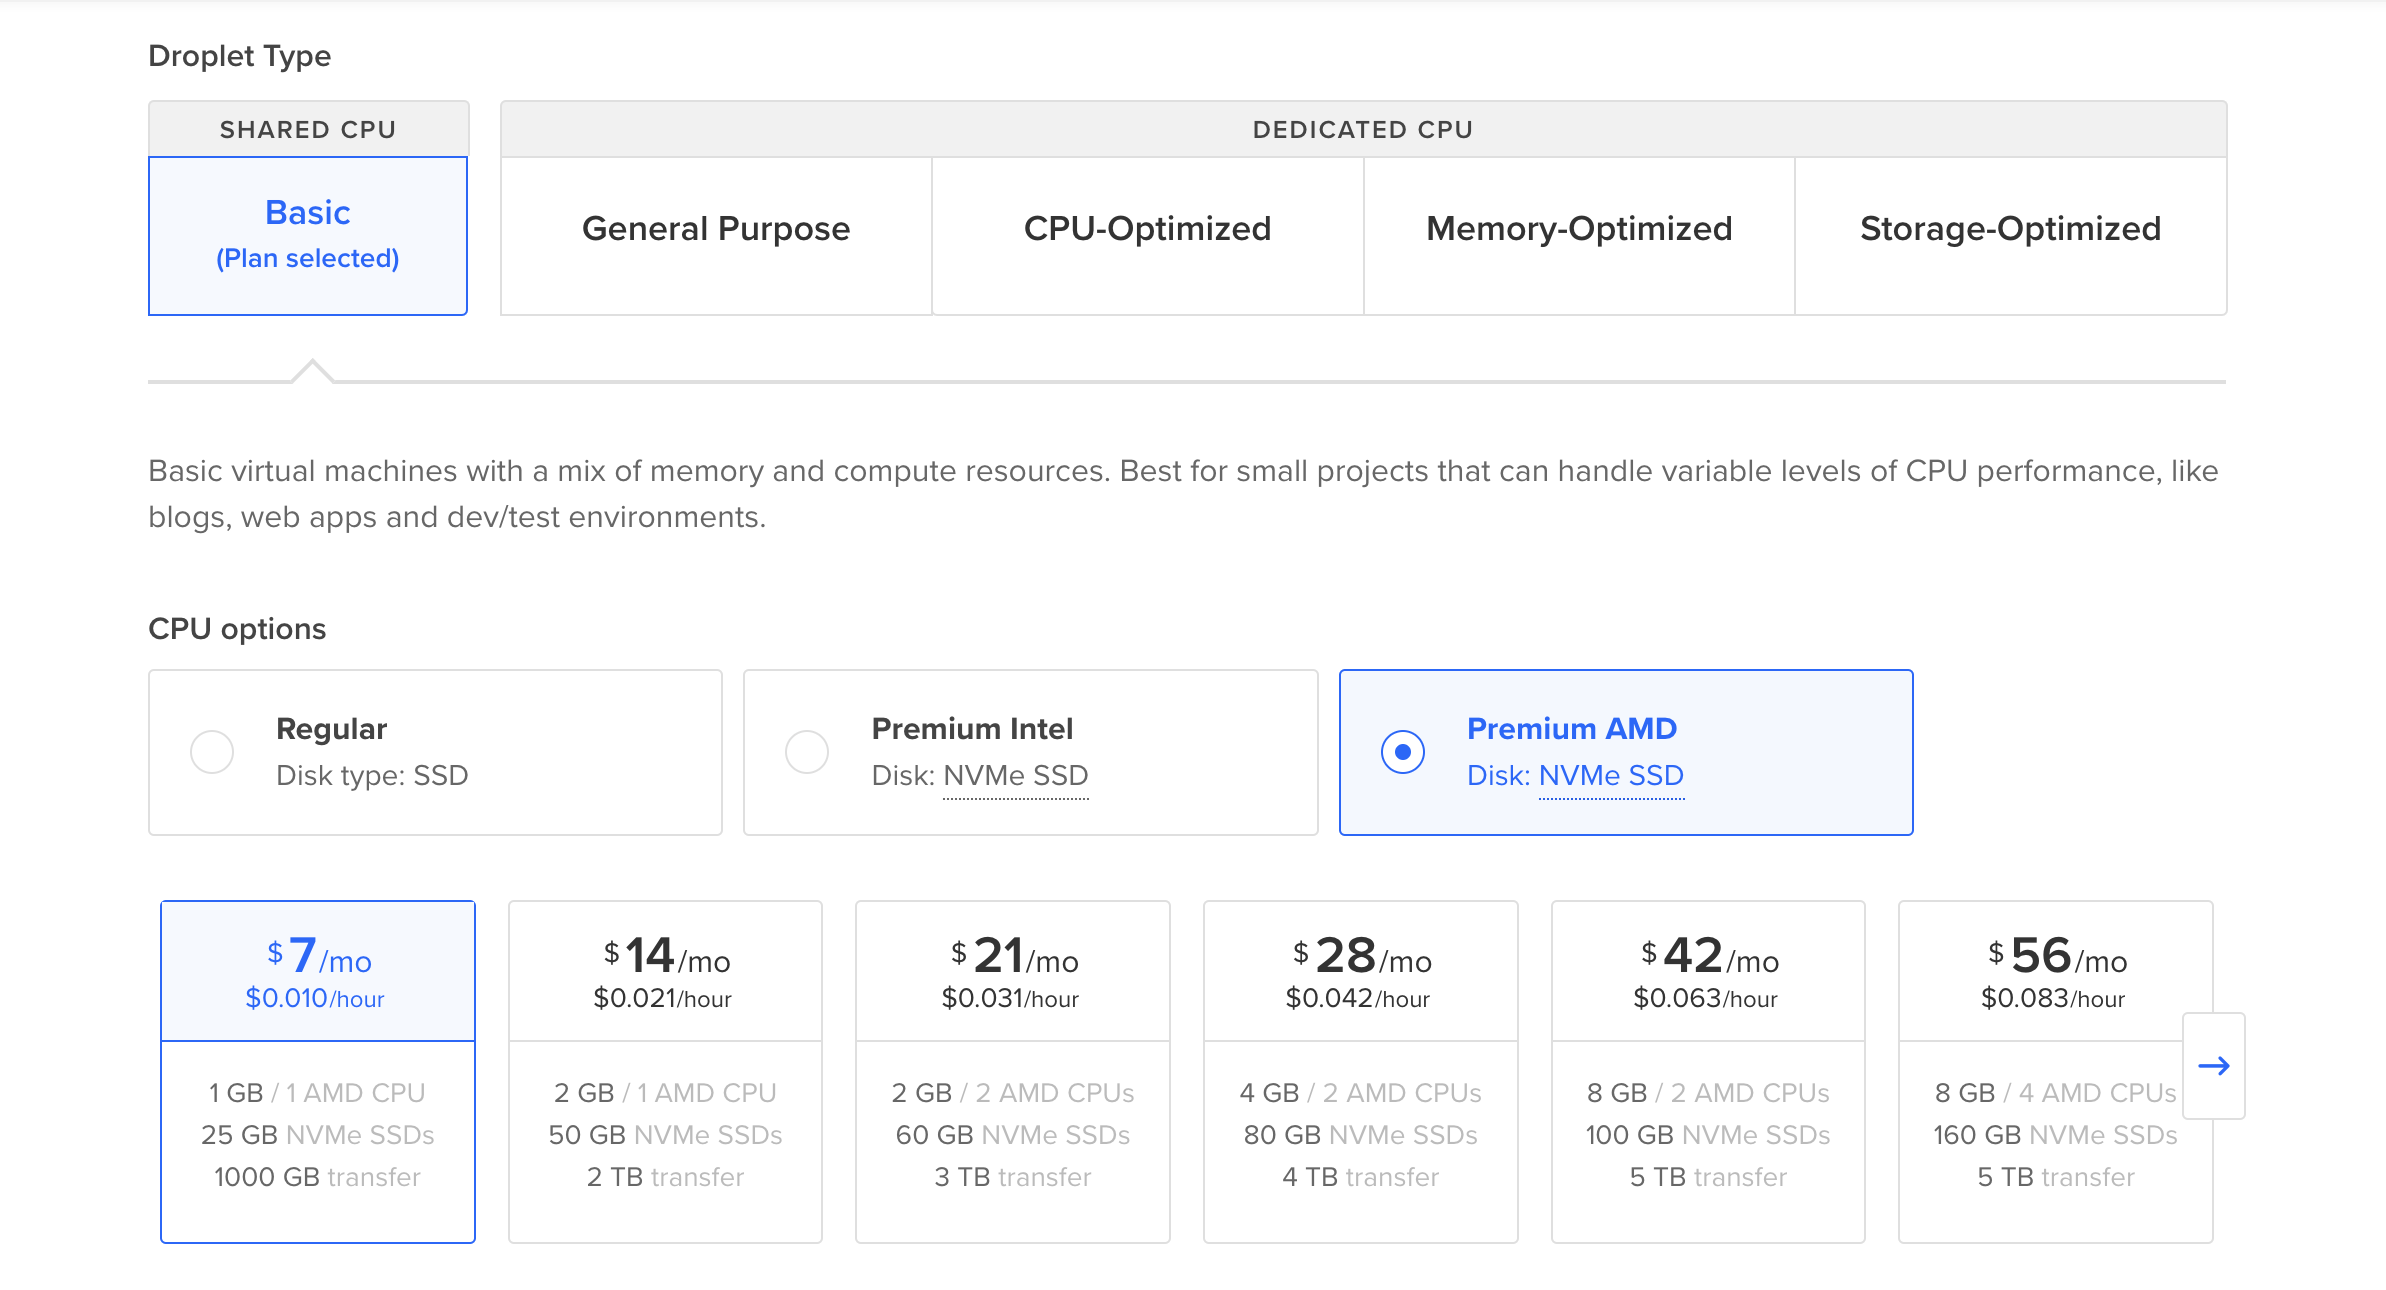 Droplet Type
SHARED CPU
DEDICATED CPU
Basic
(Plan selected)
General Purpose
CPU-Optimized
Memory-Optimized
Storage-Optimized
Basic virtual machines with a mix of memory and compute resources. Best for small projects that can handle variable levels of CPU performance, like
blogs, web apps and dev/test environments.
CPU options
Regular
Disk type: SSD
Premium Intel
Disk: NVMe SSD
Premium AMD
Disk: NVMe SSD
$7/mo
$0.010/hour
1 GB / 1 AMD CPU
25 GB NVMe SSDs
1000 GB transfer
$14/mo
$0.021/hour
2 GB / 1 AMD CPU
50 GB NVMe SSDs
2 TB transfer
$21/mo
$0.031/hour
2 GB / 2 AMD CPUs
60 GB NVMe SSDs
3 TB transfer
$28/mo
$0.042/hour
4 GB / 2 AMD CPUs
80 GB NVMe SSDs
4 TB transfer
$42/mo
$0.063/hour
8 GB / 2 AMD CPUs
100 GB NVMe SSDs
5 TB transfer
$56/mo
$0.083/hour
8 GB / 4 AMD CPUs
160 GB NVMe SSDs
5 TB transfer